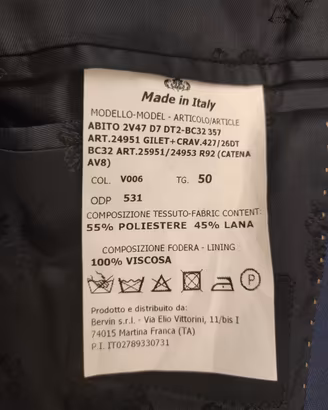 Made in Italy
MODELLO-MODEL - ARTICOLO/ARTICLE
ABITO 2V47 D7 DT2-BC32 357
ART.24951 GILET+CRAV.427/26DT
BC32 ART.25951/24953 R92 (CATENA
AV8)
COL. V006 TG. 50
ODP 531
COMPOSIZIONE TESSUTO-FABRIC CONTENT
55% POLIESTERE 45% LANA
COMPOSIZIONE FODERA - LINING
100% VISCOSA
P
Prodotto e distribuito da:
Bervin s.r.l. - Via Elio Vittorini, 11/bis I
74015 Martina Franca (TA)
P.I. IT02789330731